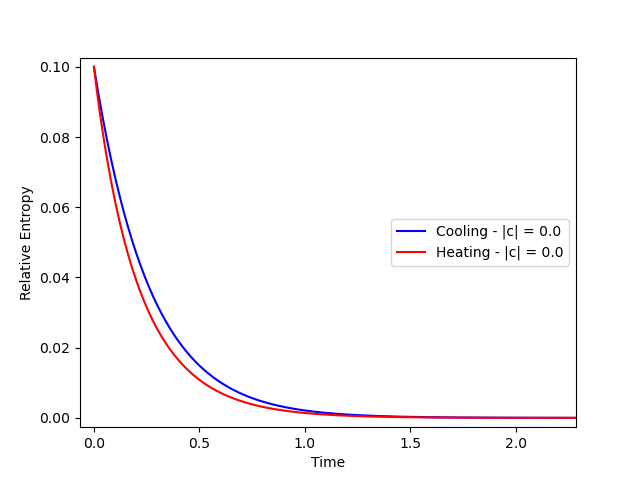 0.10
0.08
0.06
0.04
0.02
0.00
Relative Entropy
Cooling - |c| = 0.0
Heating - |c| = 0.0
0.0 0.5 1.0 1.5 2.0
Time